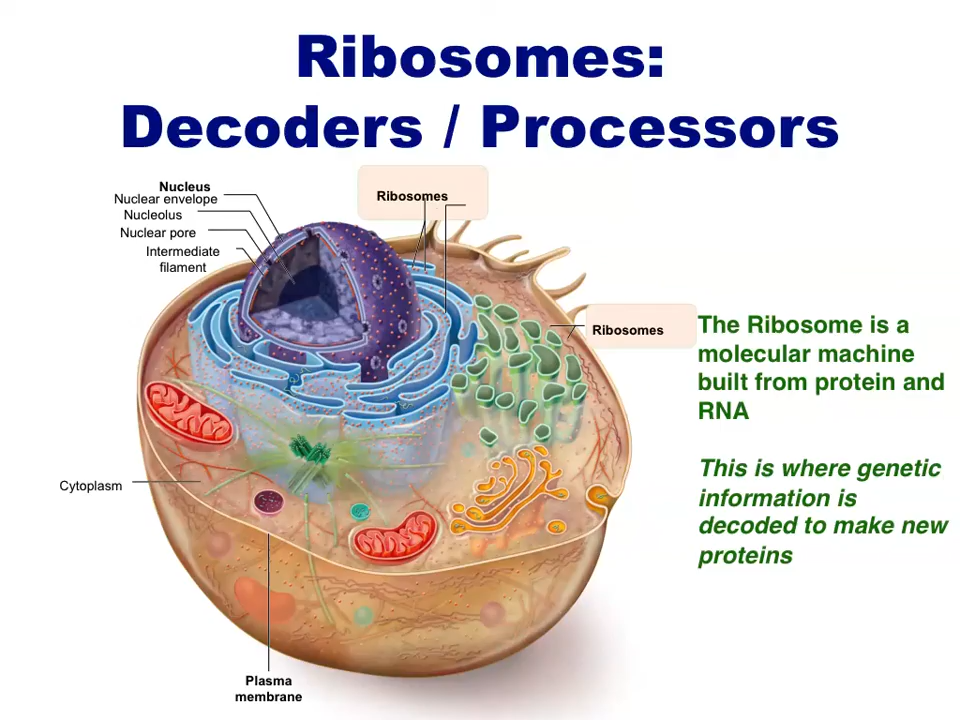 Ribosomes:
Decoders / Processors
Nucleus
Nuclear envelope
Nucleolus
Nuclear pore
Intermediate
filament
Ribosomes
Ribosomes
The Ribosome is a
molecular machine
built from protein and
RNA
This is where genetic
information is
decoded to make new
proteins
Cytoplasm
Plasma
membrane